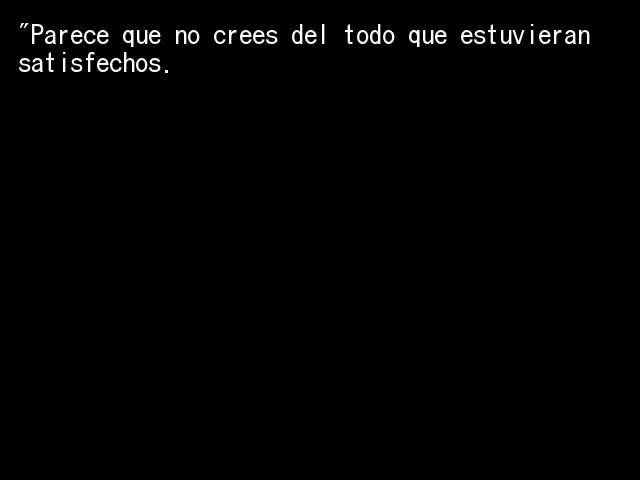 "Parece que no crees del todo que estuvieran
satisfechos.